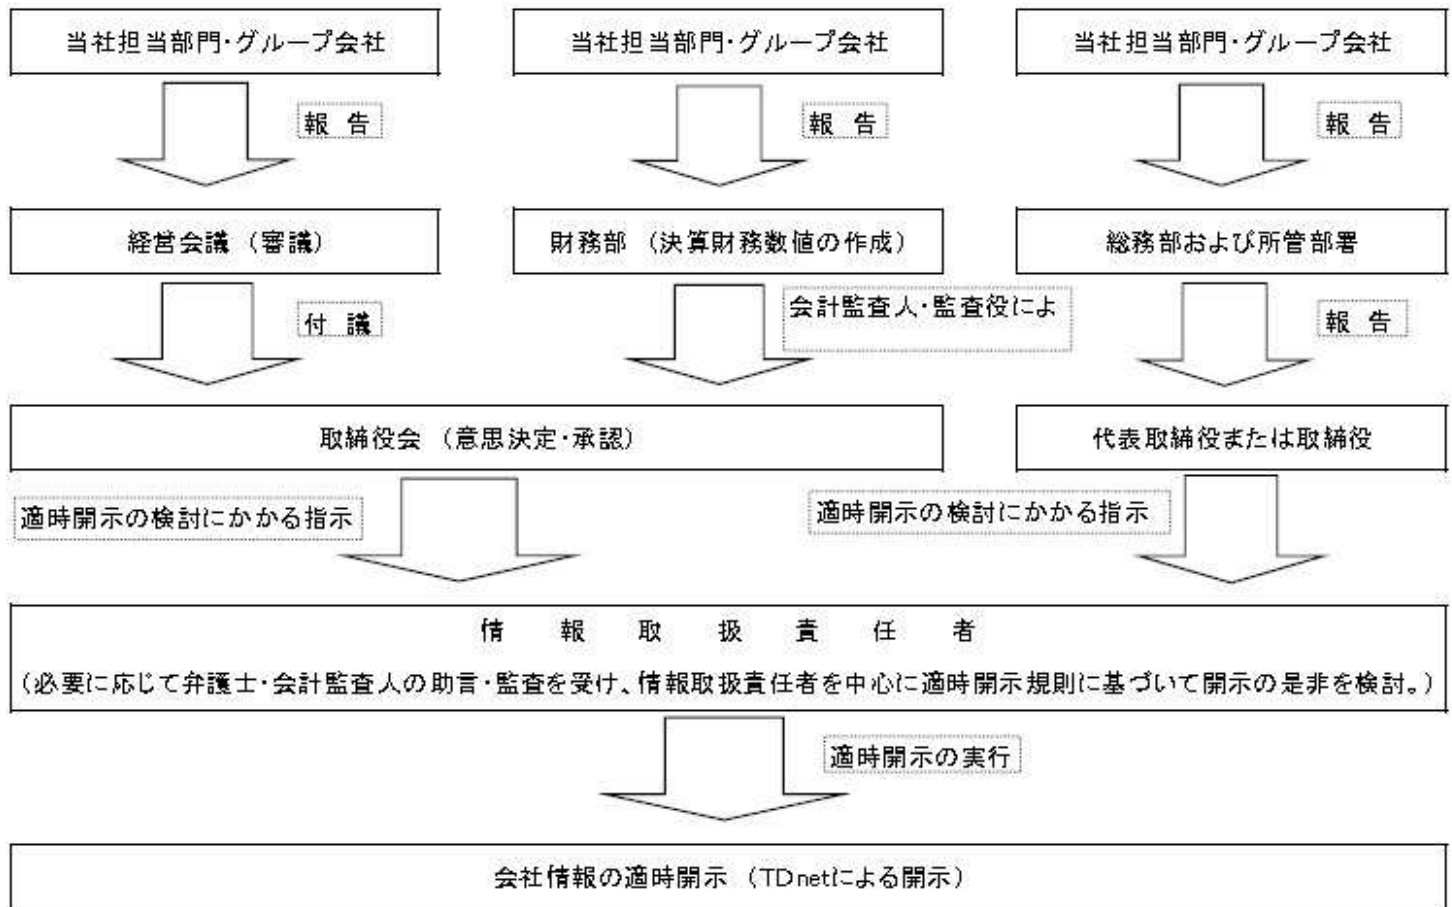 当社担当部門・グループ会社
当社担当部門・グループ会社
当社担当部門・グループ会社
報 告
報 告
報 告
経営会議 (審議)
財務部 (決算財務数値の作成)
総務部および所管部署
付 議
会計監査人・監査役によ
報 告
取締役会 (意思決定・承認)
代表取締役または取締役
適時開示の検討にかかる指示
適時開示の検討にかかる指示
情 報 取 扱 責 任 者
(必要に応じて弁護士・会計監査人の助言・監査を受け、情報取扱責任者を中心に適時開示規則に基づいて開示の是非を検討。)
適時開示の実行
会社情報の適時開示 (TDnetによる開示)